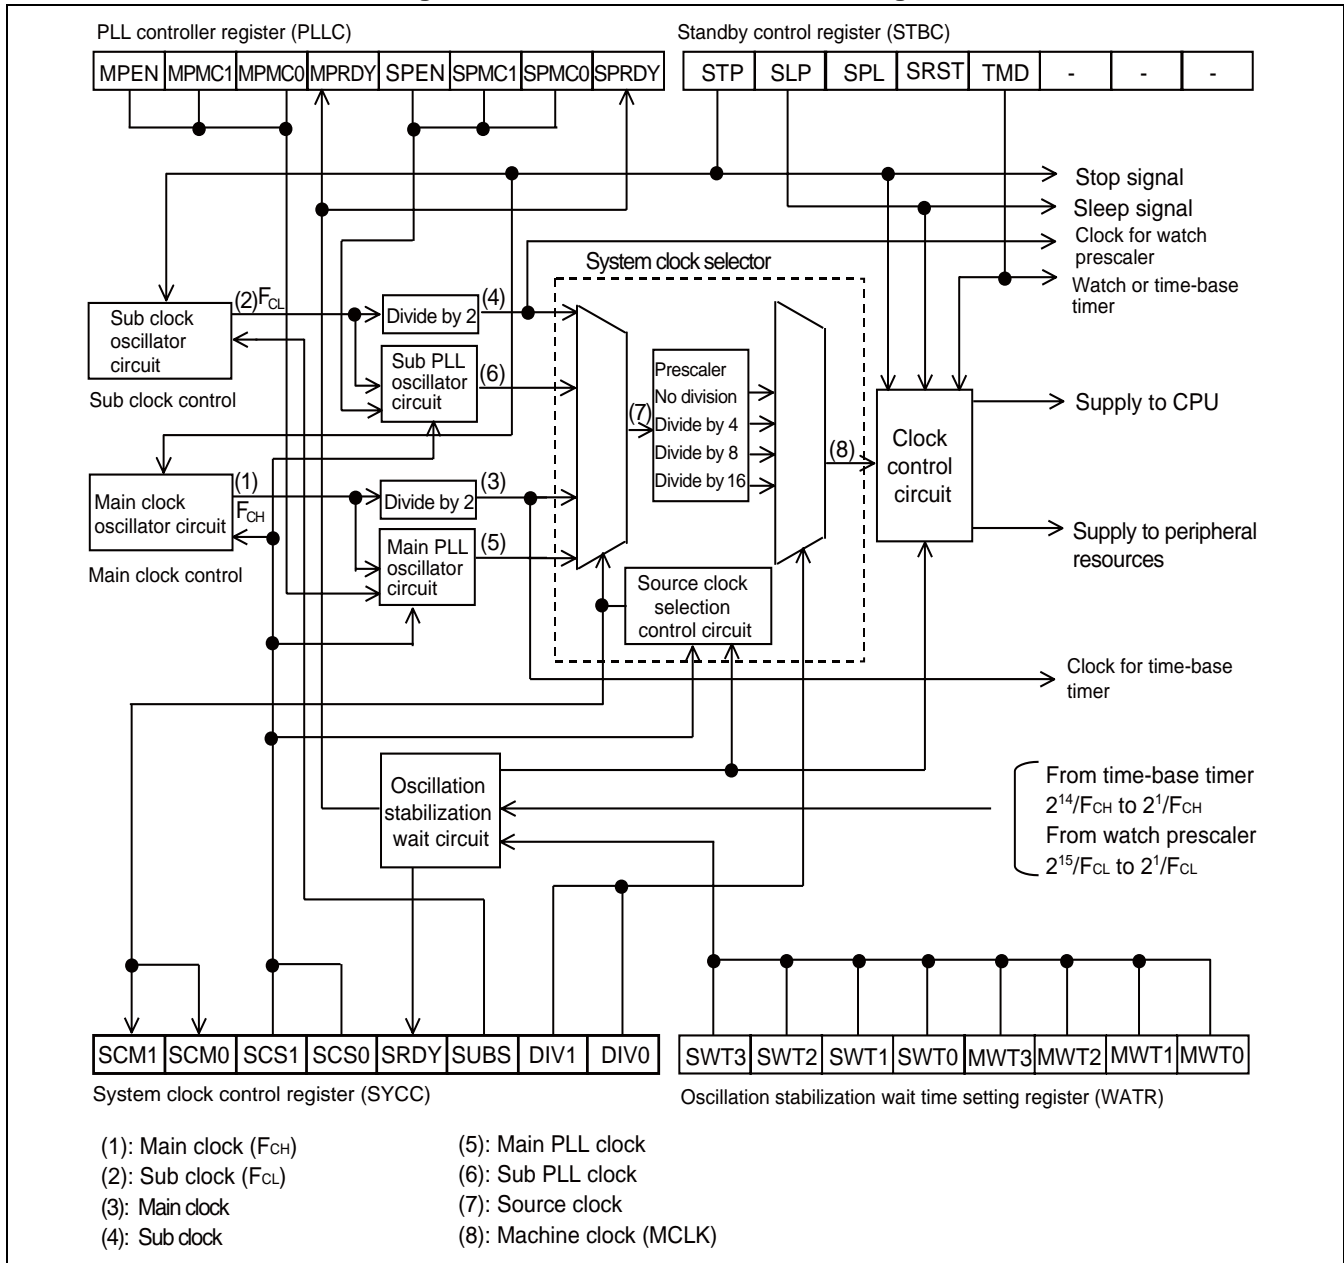 PLL controller register (PLLC)
Standby control register (STBC)
MPEN MPMC1 MPMC0 MPRDY SPEN SPMC1 SPMC0 SPRDY
STP SLP SPL SRST TMD - - -
Stop signal
Sleep signal
Clock for watch
prescaler
Watch or time-base
timer
System clock selector
(2) FCL
(4)
Sub clock
oscillator
circuit
Divide by 2
Sub clock control
Sub PLL
oscillator
circuit
(6)
Prescaler
No division
Divide by 4
Divide by 8
Divide by 16
(7)
(8)
Clock
control
circuit
Supply to CPU
Supply to peripheral
resources
(1)
FCH
Main clock
oscillator circuit
Main clock control
Divide by 2
(3)
Main PLL
oscillator
circuit
(5)
Source clock
selection
control circuit
Clock for time-base
timer
Oscillation
stabilization
wait circuit
From time-base timer
2¹⁴/FCH to 2¹/FCH
From watch prescaler
2¹⁵/FCL to 2¹/FCL
SCM1 SCM0 SCS1 SCS0 SRDY SUBS DIV1 DIV0
SWT3 SWT2 SWT1 SWT0 MWT3 MWT2 MWT1 MWT0
System clock control register (SYCC)
Oscillation stabilization wait time setting register (WATR)
(1): Main clock (FCH)
(2): Sub clock (FCL)
(3): Main clock
(4): Sub clock
(5): Main PLL clock
(6): Sub PLL clock
(7): Source clock
(8): Machine clock (MCLK)